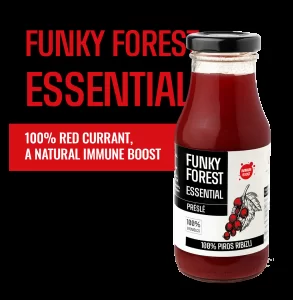 FUNKY FOREST
ESSENTIAL
100% RED CURRANT,
A NATURAL IMMUNE BOOST
FUNKY
FOREST
ESSENTIAL
PRÉSLÉ
100%
100% PIROS RIBIZLI